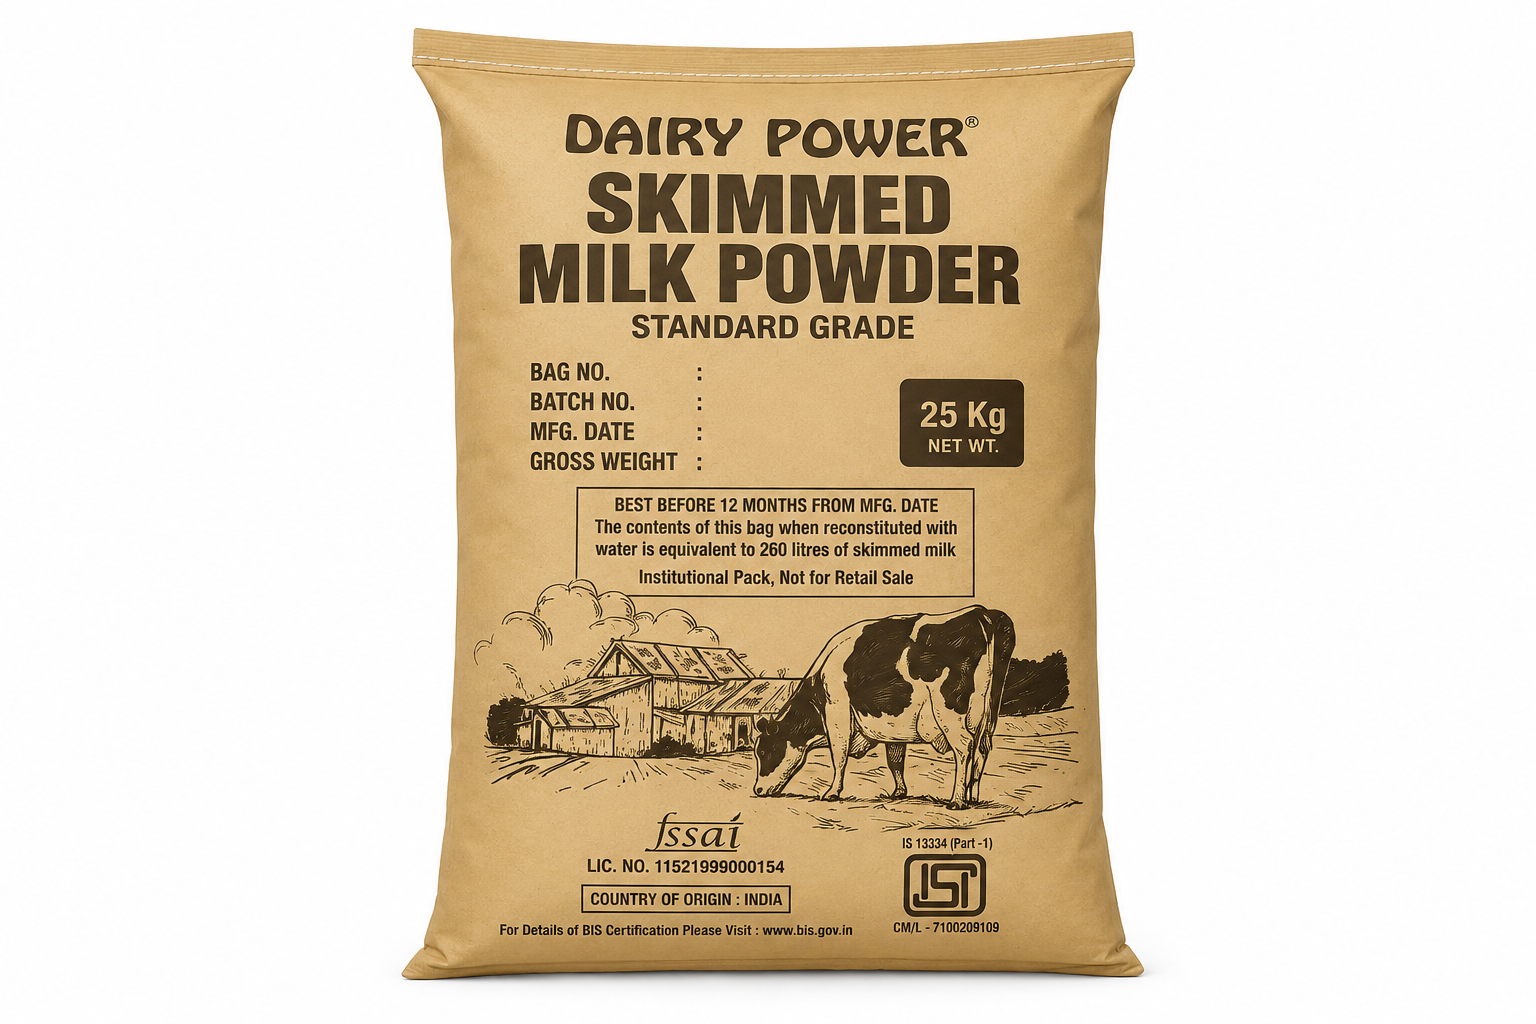 DAIRY POWER®
SKIMMED
MILK POWDER
STANDARD GRADE
BAG NO. :
BATCH NO. :
MFG. DATE :
GROSS WEIGHT :
25 Kg
NET WT.
BEST BEFORE 12 MONTHS FROM MFG. DATE
The contents of this bag when reconstituted with
water is equivalent to 260 litres of skimmed milk
Institutional Pack, Not for Retail Sale
fssai
LIC. NO. 11521999000154
COUNTRY OF ORIGIN : INDIA
For Details of BIS Certification Please Visit : www.bis.gov.in
IS 13334 (Part -1)
ISI
CM/L - 7100209109